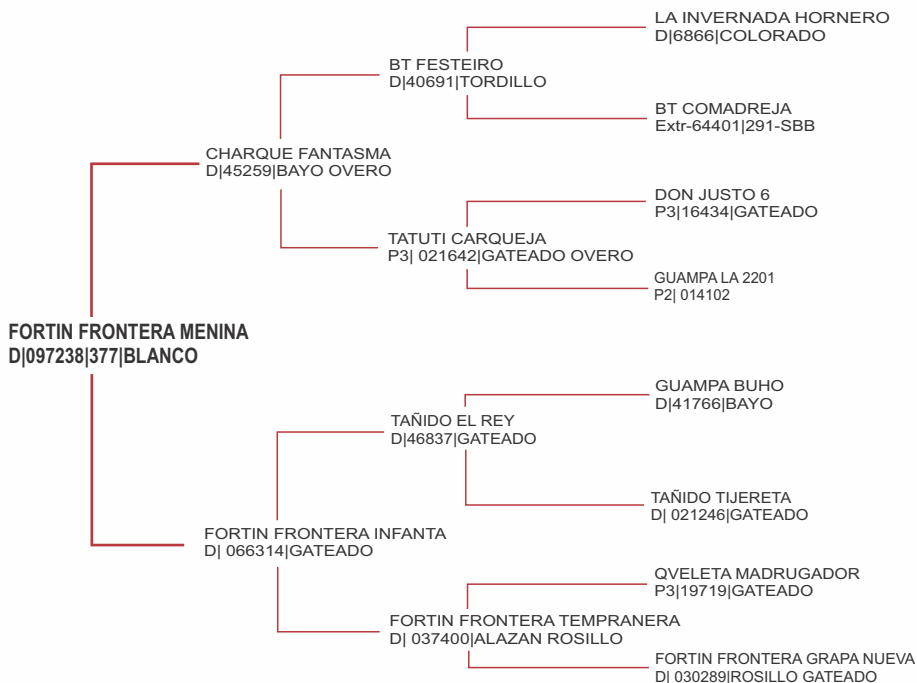 LA INVERNADA HORNERO
D|6866|COLORADO
BT FESTEIRO
D|40691|TORDILLO
BT COMADREJA
Extr-64401|291-SBB
CHARQUE FANTASMA
D|45259|BAYO OVERO
DON JUSTO 6
P3|16434|GATEADO
TATUTI CARQUEJA
P3| 021642|GATEADO OVERO
GUAMPA LA 2201
P2| 014102
FORTIN FRONTERA MENINA
D|097238|377|BLANCO
GUAMPA BUHO
D|41766|BAYO
TAÑIDO EL REY
D|46837|GATEADO
TAÑIDO TIJERETA
D| 021246|GATEADO
FORTIN FRONTERA INFANTA
D| 066314|GATEADO
QVELETA MADRUGADOR
P3|19719|GATEADO
FORTIN FRONTERA TEMPRANERA
D| 037400|ALAZAN ROSILLO
FORTIN FRONTERA GRAPA NUEVA
D| 030289|ROSILLO GATEADO